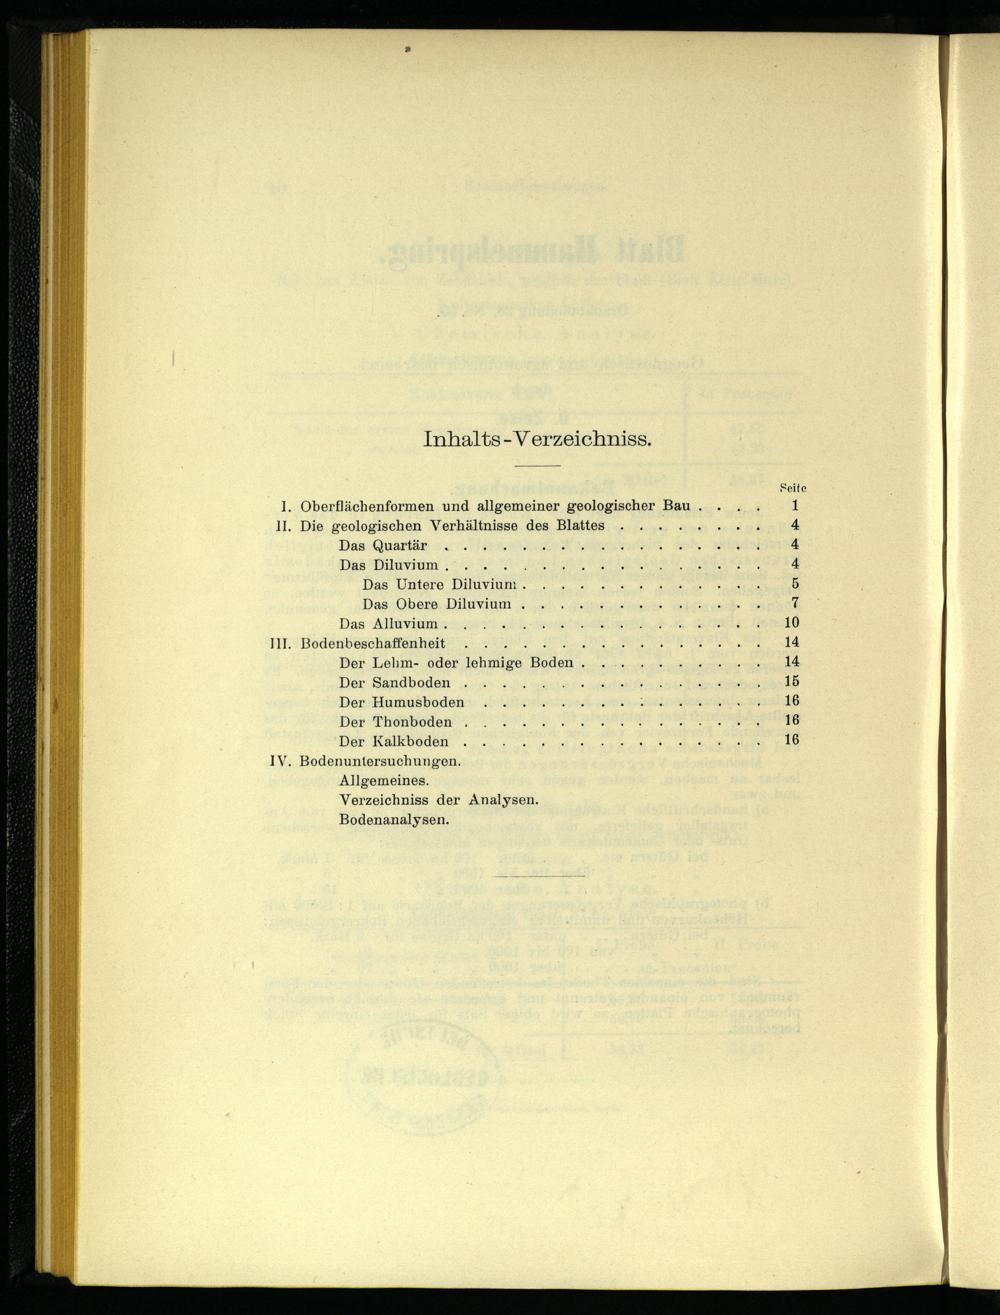 Inhalts-Verzeichniss.
Seite
I. Oberflächenformen und allgemeiner geologischer Bau . . . . 1
II. Die geologischen Verhältnisse des Blattes . . . . . . . . 4
Das Quartär . . . . . . . . . . . . . . . . . 4
Das Diluvium . . . . . . . . . . . . . . . . . 4
Das Untere Diluvium . . . . . . . . . . . . . 5
Das Obere Diluvium . . . . . . . . . . . . . 7
Das Alluvium . . . . . . . . . . . . . . . . . 10
III. Bodenbeschaffenheit . . . . . . . . . . . . . . . . 14
Der Lehm- oder lehmige Boden . . . . . . . . . . 14
Der Sandboden . . . . . . . . . . . . . . . . 15
Der Humusboden . . . . . . . . . . . . . . . 16
Der Thonboden . . . . . . . . . . . . . . . . 16
Der Kalkboden . . . . . . . . . . . . . . . . 16
IV. Bodenuntersuchungen.
Allgemeines.
Verzeichniss der Analysen.
Bodenanalysen.